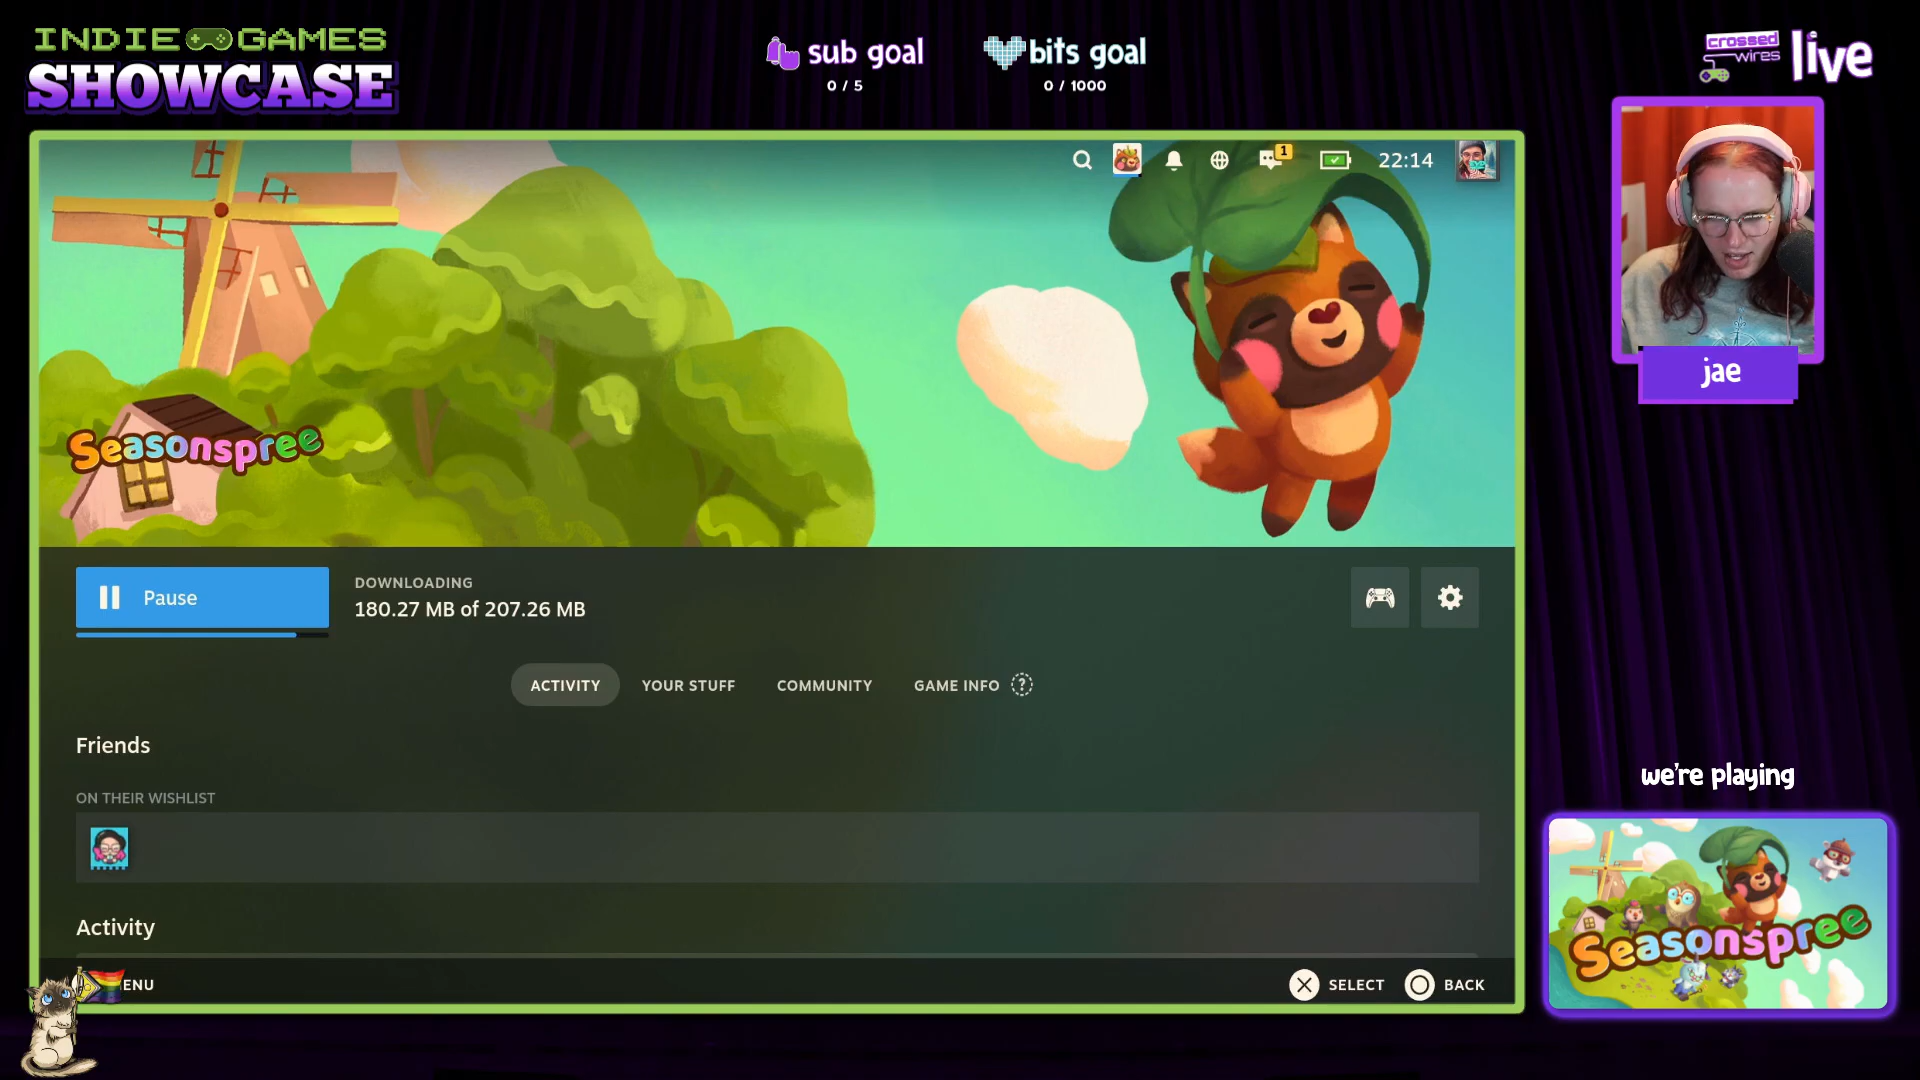 INDIE GAMES
SHOWCASE
sub goal
0 / 5
bits goal
0 / 1000
crossed
wires
live
1
22:14
jae
Seasonspree
Pause
DOWNLOADING
180.27 MB of 207.26 MB
ACTIVITY
YOUR STUFF
COMMUNITY
GAME INFO
?
Friends
ON THEIR WISHLIST
Activity
ENU
SELECT
BACK
we're playing
Seasonspree